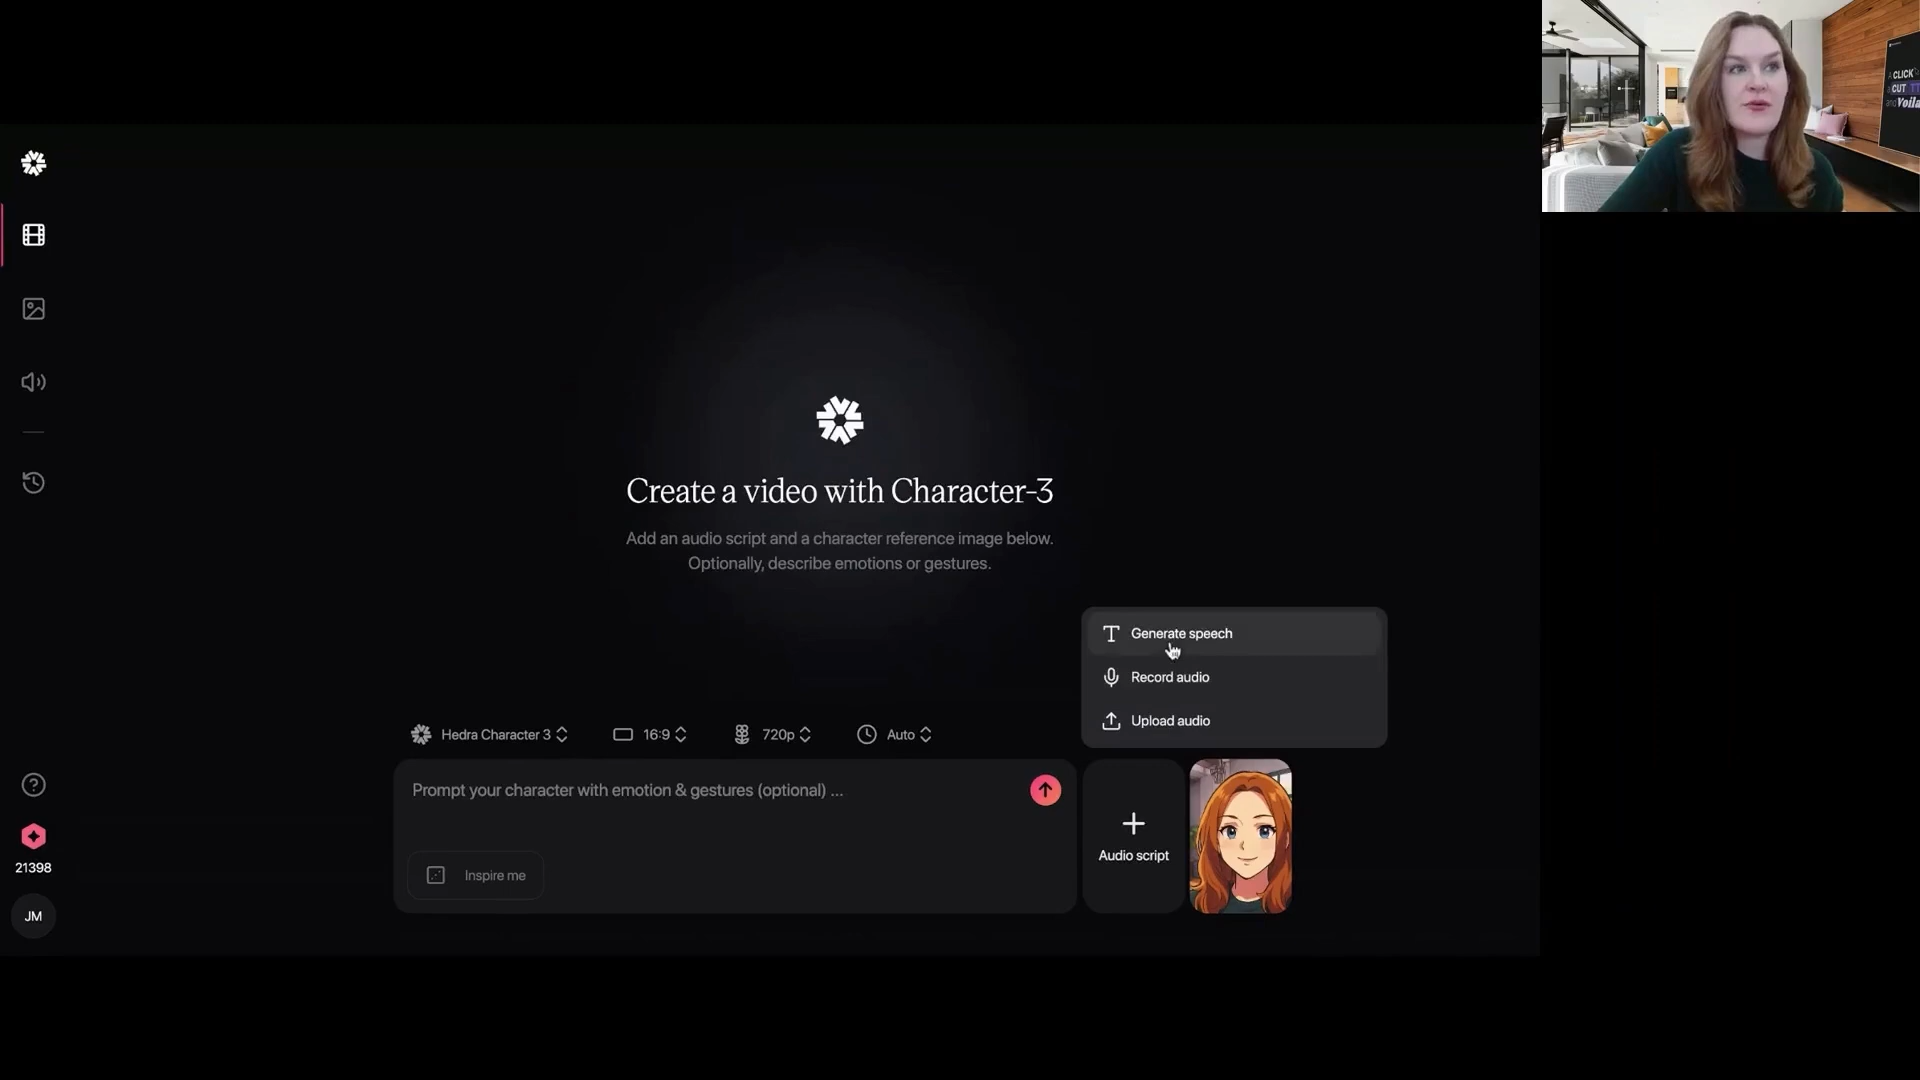 A CLICK
a CUT
and Voila
Create a video with Character-3
Add an audio script and a character reference image below.
Optionally, describe emotions or gestures.
Generate speech
Record audio
Upload audio
Hedra Character 3
16:9
720p
Auto
Prompt your character with emotion & gestures (optional) ...
Inspire me
Audio script
21398
JM